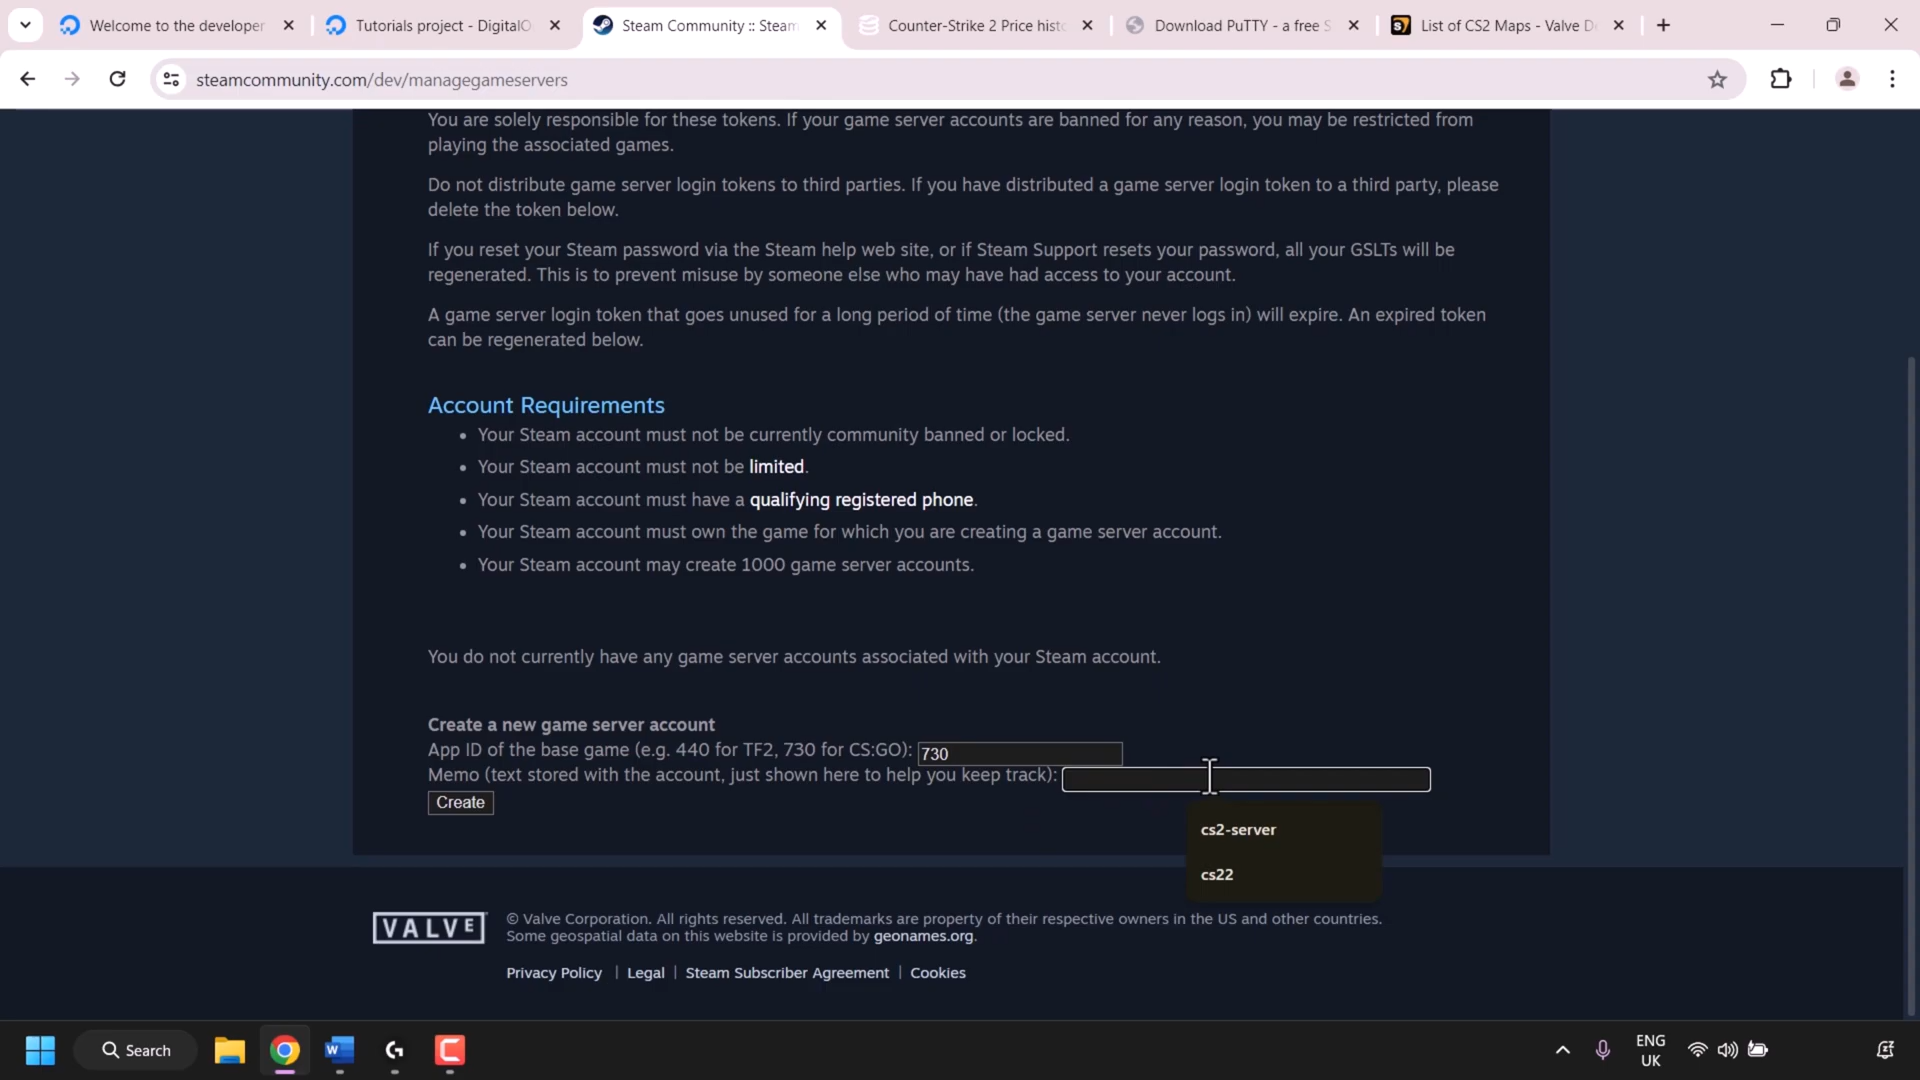 Welcome to the developer
Tutorials project - DigitalO
Steam Community :: Steam
Counter-Strike 2 Price histo
Download PuTTY - a free S
List of CS2 Maps - Valve De
steamcommunity.com/dev/managegameservers
You are solely responsible for these tokens. If your game server accounts are banned for any reason, you may be restricted from
playing the associated games.
Do not distribute game server login tokens to third parties. If you have distributed a game server login token to a third party, please
delete the token below.
If you reset your Steam password via the Steam help web site, or if Steam Support resets your password, all your GSLTs will be
regenerated. This is to prevent misuse by someone else who may have had access to your account.
A game server login token that goes unused for a long period of time (the game server never logs in) will expire. An expired token
can be regenerated below.
Account Requirements
Your Steam account must not be currently community banned or locked.
Your Steam account must not be limited.
Your Steam account must have a qualifying registered phone.
Your Steam account must own the game for which you are creating a game server account.
Your Steam account may create 1000 game server accounts.
You do not currently have any game server accounts associated with your Steam account.
Create a new game server account
App ID of the base game (e.g. 440 for TF2, 730 for CS:GO): 730
Memo (text stored with the account, just shown here to help you keep track):
Create
cs2-server
cs22
VALVE
© Valve Corporation. All rights reserved. All trademarks are property of their respective owners in the US and other countries.
Some geospatial data on this website is provided by geonames.org.
Privacy Policy | Legal | Steam Subscriber Agreement | Cookies
Search
ENG
UK